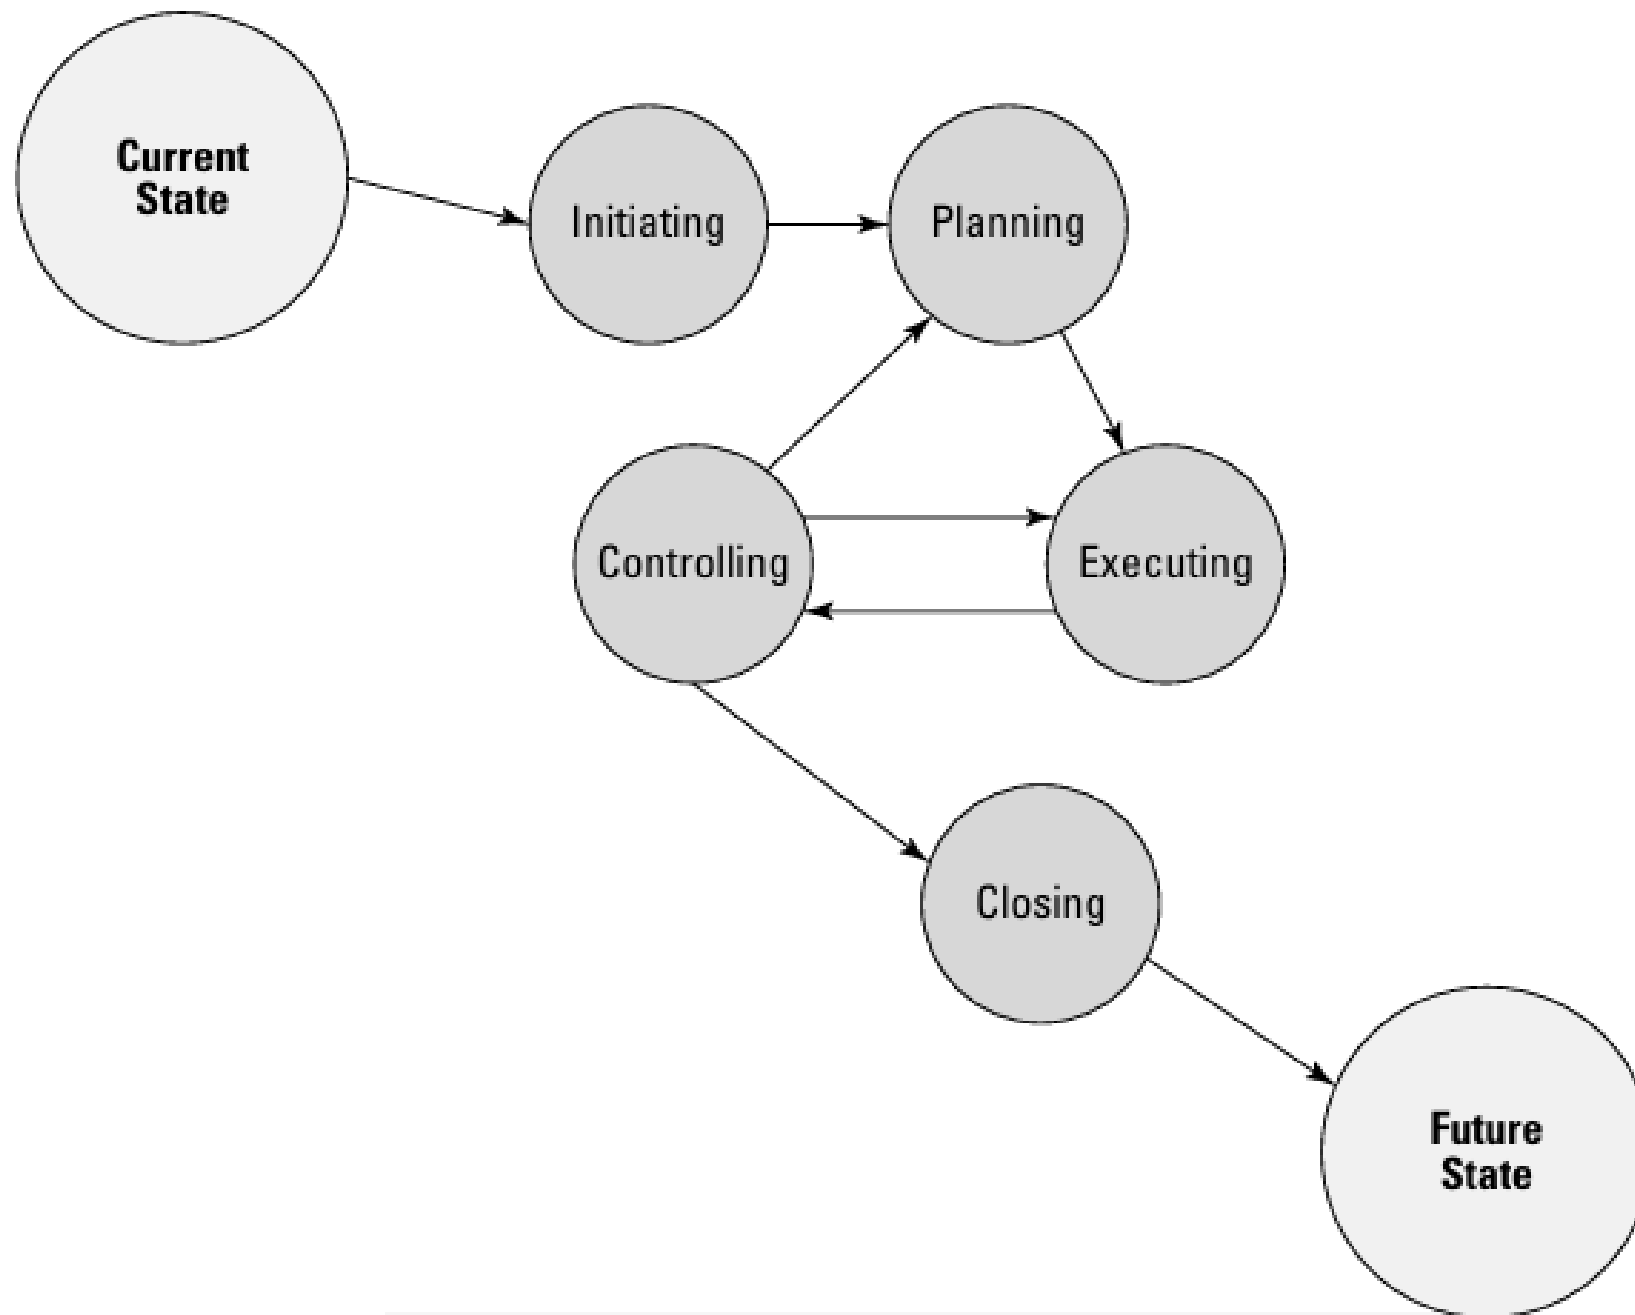 Current
State
Initiating
Planning
Controlling
Executing
Closing
Future
State